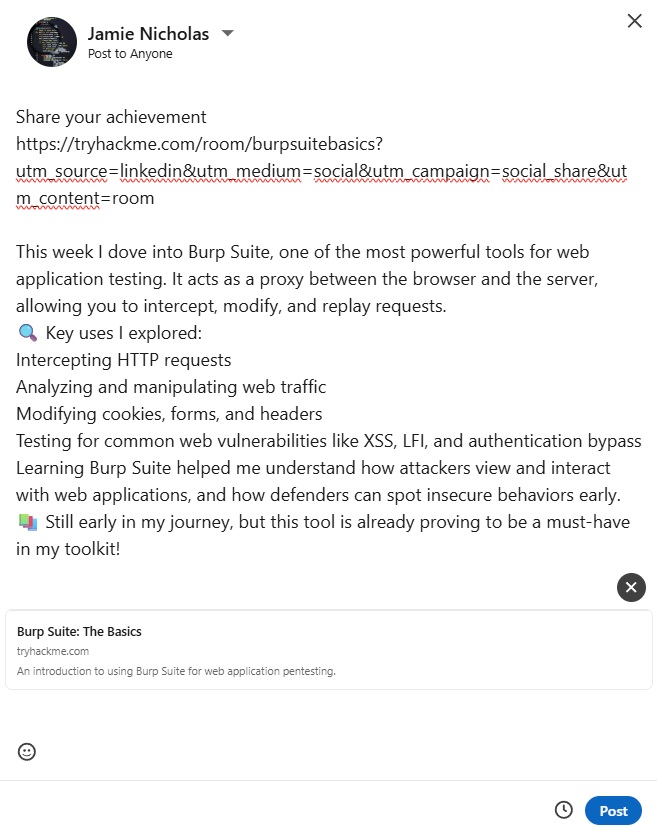 Jamie Nicholas
Post to Anyone
Share your achievement
https://tryhackme.com/room/burpsuitebasics?
utm_source=linkedin&utm_medium=social&utm_campaign=social_share&ut
m_content=room
This week I dove into Burp Suite, one of the most powerful tools for web
application testing. It acts as a proxy between the browser and the server,
allowing you to intercept, modify, and replay requests.
🔍 Key uses I explored:
Intercepting HTTP requests
Analyzing and manipulating web traffic
Modifying cookies, forms, and headers
Testing for common web vulnerabilities like XSS, LFI, and authentication bypass
Learning Burp Suite helped me understand how attackers view and interact
with web applications, and how defenders can spot insecure behaviors early.
📚 Still early in my journey, but this tool is already proving to be a must-have
in my toolkit!
Burp Suite: The Basics
tryhackme.com
An introduction to using Burp Suite for web application pentesting.
Post